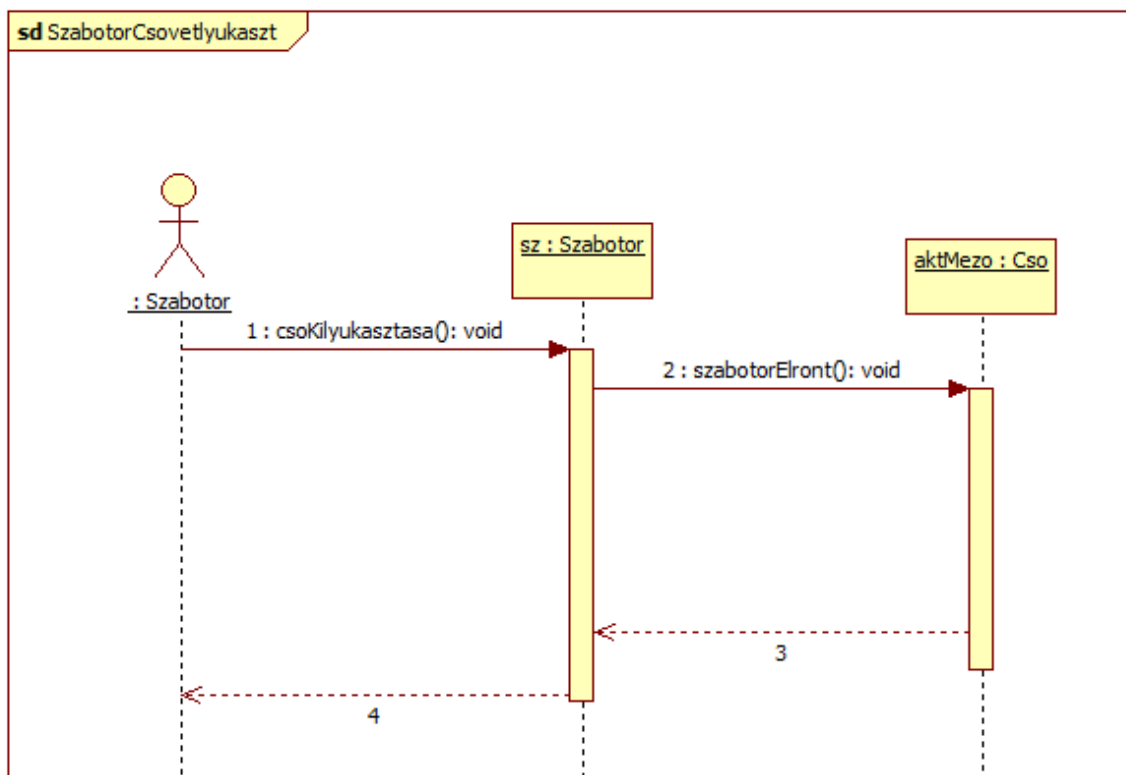 sd SzabotorCsovetlyukaszt
: Szabotor
sz : Szabotor
aktMezo : Cso
1 : csoKilyukasztasa(): void
2 : szabotorElront(): void
3
4